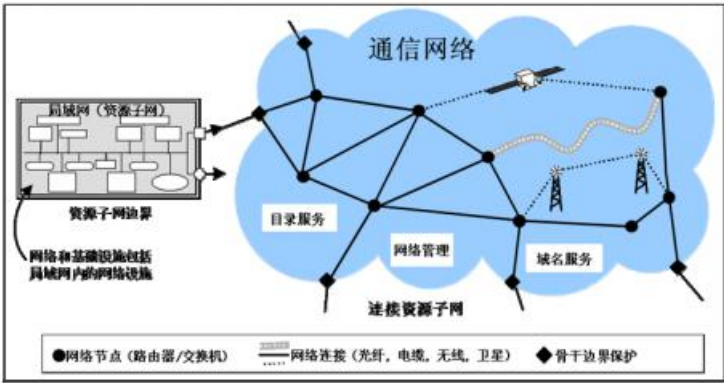 通信网络
局域网（资源子网）
资源子网边界
目录服务
网络和基础设施包括
局域网内的网络设施
网络管理
域名服务
连接资源子网
网络节点（路由器/交换机）
网络连接（光纤，电缆，无线，卫星）
骨干边界保护